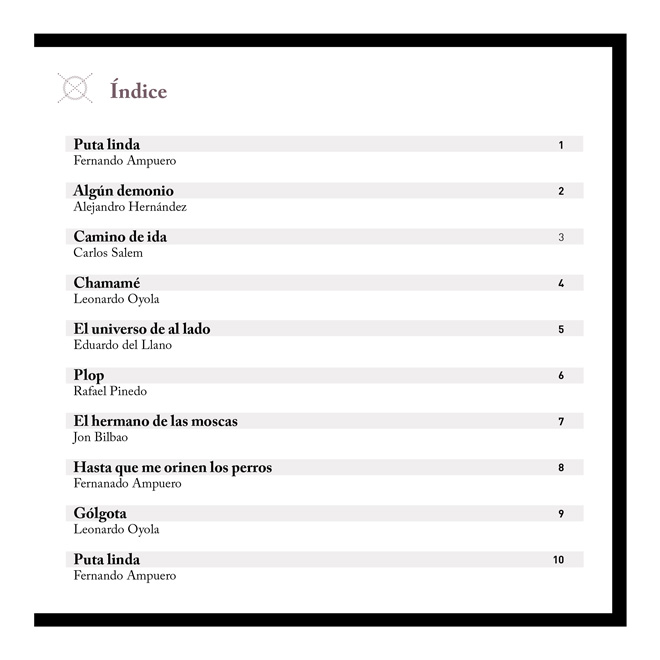 Índice
Puta linda 1
Fernando Ampuero
Algún demonio 2
Alejandro Hernández
Camino de ida 3
Carlos Salem
Chamamé 4
Leonardo Oyola
El universo de al lado 5
Eduardo del Llano
Plop 6
Rafael Pinedo
El hermano de las moscas 7
Jon Bilbao
Hasta que me orinen los perros 8
Fernanado Ampuero
Gólgota 9
Leonardo Oyola
Puta linda 10
Fernando Ampuero